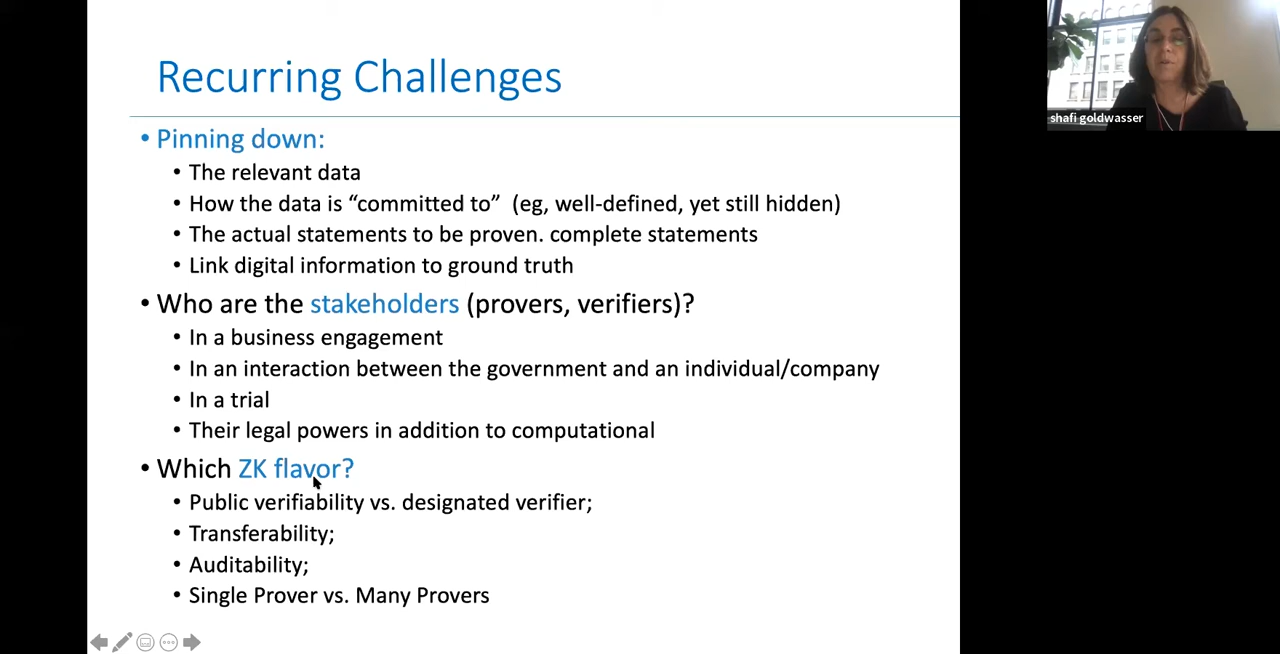 Recurring Challenges
• Pinning down:
• The relevant data
• How the data is “committed to” (eg, well-defined, yet still hidden)
• The actual statements to be proven. complete statements
• Link digital information to ground truth
• Who are the stakeholders (provers, verifiers)?
• In a business engagement
• In an interaction between the government and an individual/company
• In a trial
• Their legal powers in addition to computational
• Which ZK flavor?
• Public verifiability vs. designated verifier;
• Transferability;
• Auditability;
• Single Prover vs. Many Provers
shafi goldwasser